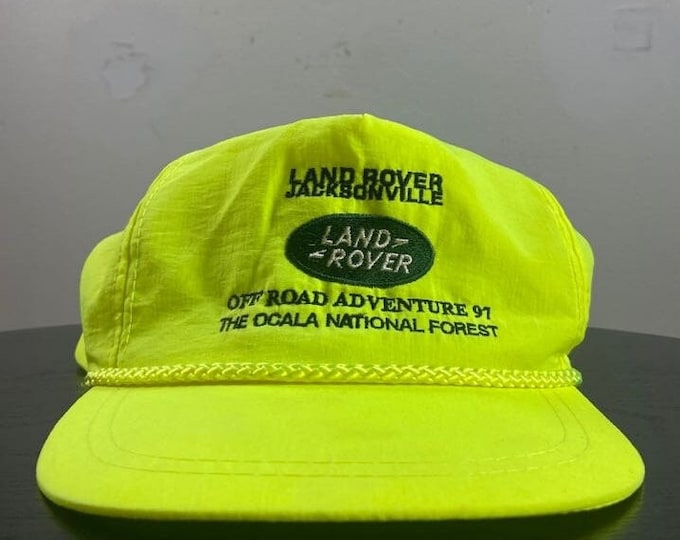 LAND ROVER
JACKSONVILLE
LAND
ROVER
OFF ROAD ADVENTURE 97
THE OCALA NATIONAL FOREST